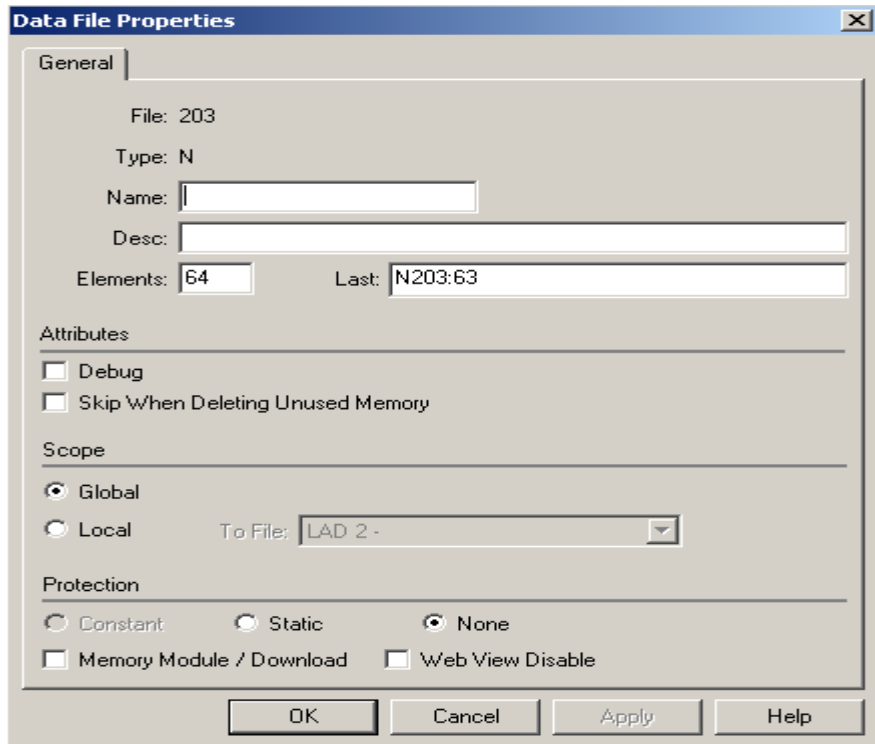 Data File Properties
General
File: 203
Type: N
Name:
Desc:
Elements: 64 Last: N203:63
Attributes
Debug
Skip When Deleting Unused Memory
Scope
Global
Local To File: LAD 2 -
Protection
Constant Static None
Memory Module / Download Web View Disable
OK Cancel Apply Help